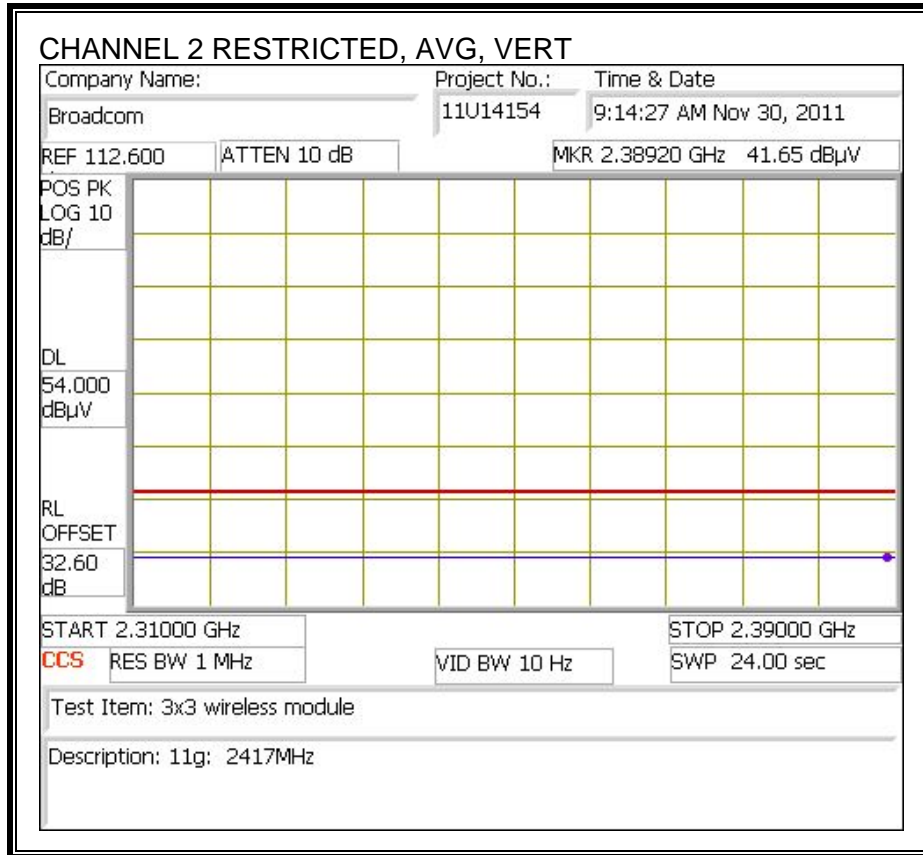 CHANNEL 2 RESTRICTED, AVG, VERT
Company Name: Project No.: Time & Date
Broadcom 11U14154 9:14:27 AM Nov 30, 2011
REF 112.600 ATTEN 10 dB MKR 2.38920 GHz 41.65 dBµV
POS PK
LOG 10
dB/
DL
54.000
dBµV
RL
OFFSET
32.60
dB
START 2.31000 GHz STOP 2.39000 GHz
CCS RES BW 1 MHz VID BW 10 Hz SWP 24.00 sec
Test Item: 3x3 wireless module
Description: 11g: 2417MHz